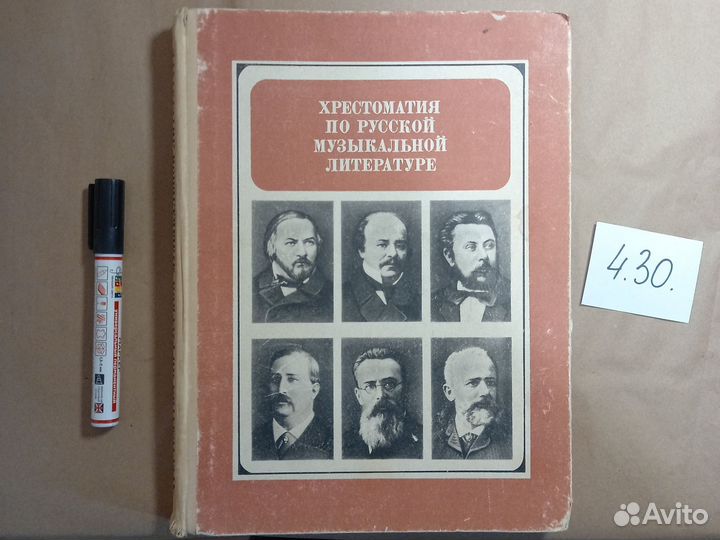 ХРЕСТОМАТИЯ
ПО РУССКОЙ
МУЗЫКАЛЬНОЙ
ЛИТЕРАТУРЕ
4.30.
Avito